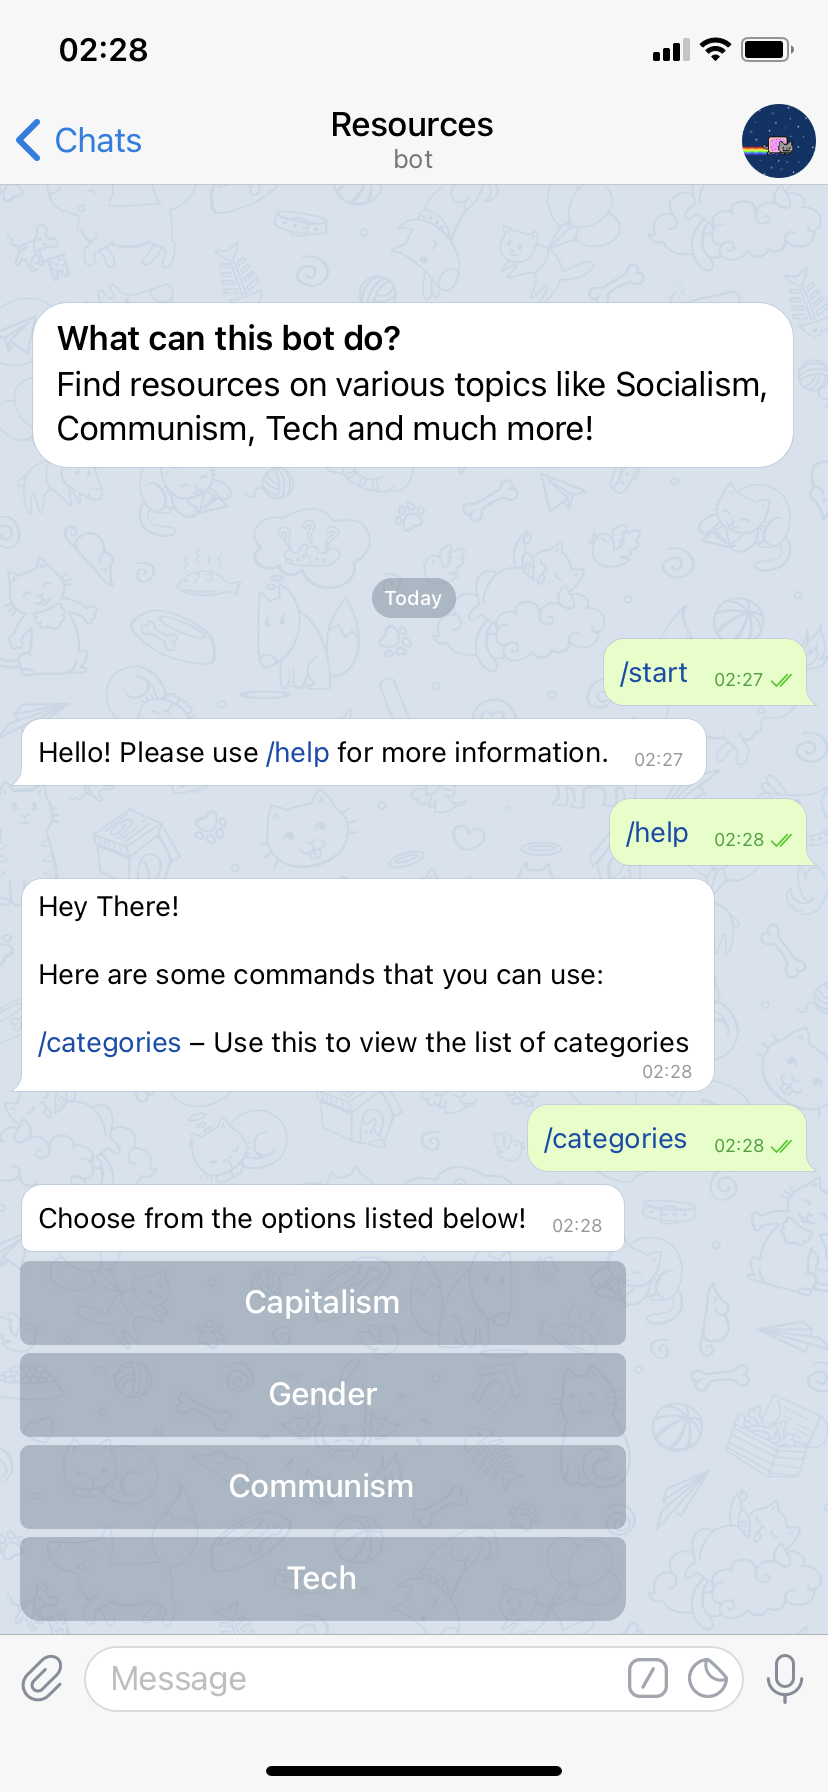 02:28
Chats
Resources
bot
What can this bot do?
Find resources on various topics like Socialism,
Communism, Tech and much more!
Today
/start 02:27
Hello! Please use /help for more information. 02:27
/help 02:28
Hey There!
Here are some commands that you can use:
/categories – Use this to view the list of categories
02:28
/categories 02:28
Choose from the options listed below! 02:28
Capitalism
Gender
Communism
Tech
Message